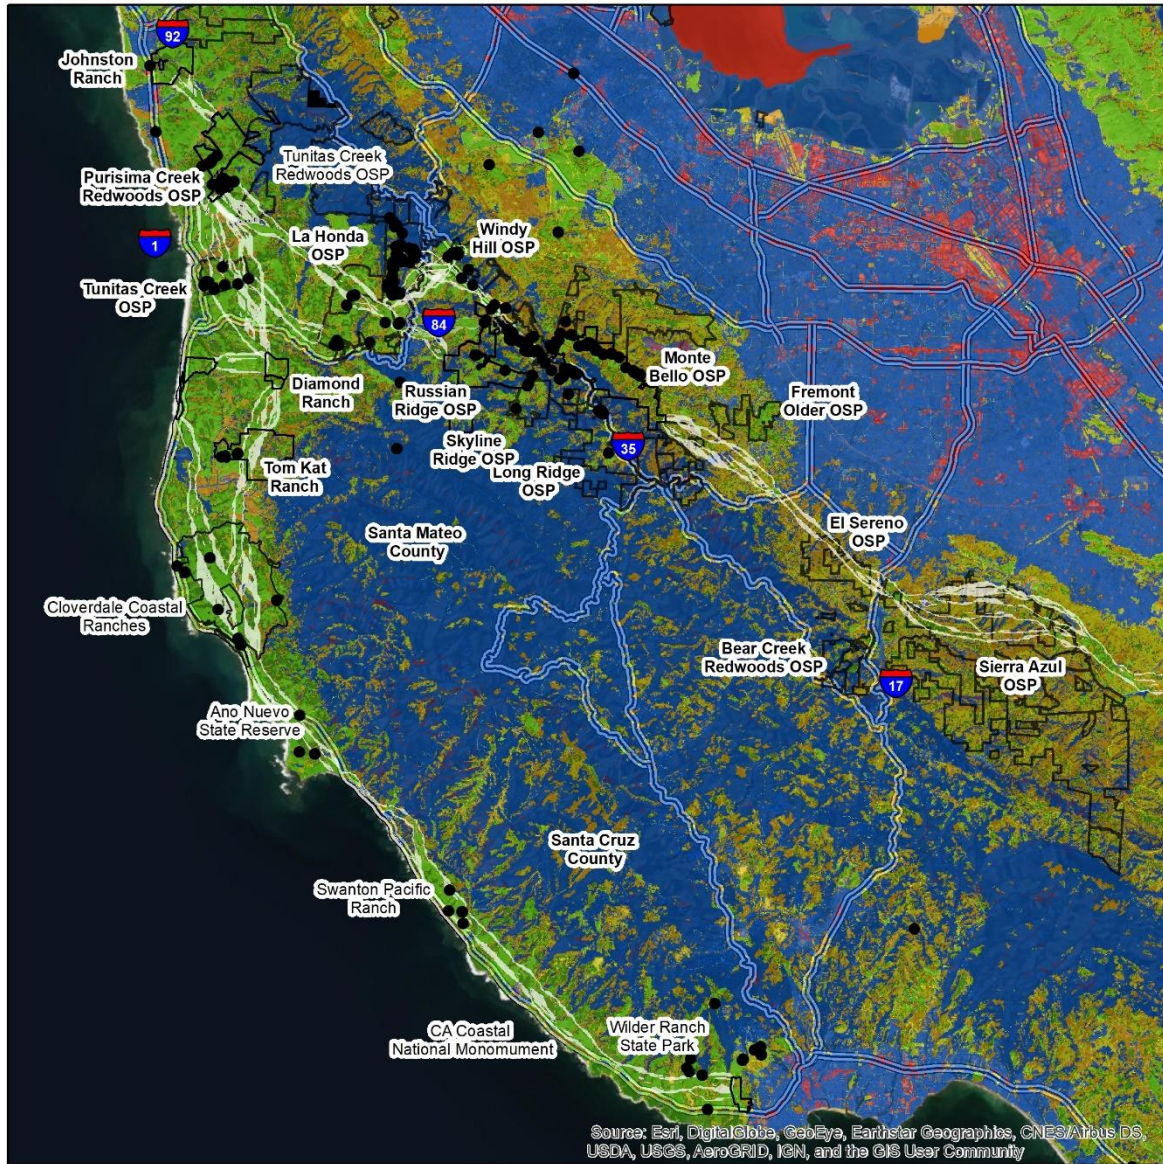 92
Johnston
Ranch
Tunitas Creek
Redwoods OSP
Purisima Creek
Redwoods OSP
1
La Honda
OSP
Windy
Hill OSP
Tunitas Creek
OSP
84
Monte
Bello OSP
Diamond
Ranch
Russian
Ridge OSP
Fremont
Older OSP
Skyline
Ridge OSP
35
Long Ridge
OSP
Tom Kat
Ranch
Santa Mateo
County
El Sereno
OSP
Cloverdale Coastal
Ranches
Bear Creek
Redwoods OSP
Sierra Azul
OSP
17
Ano Nuevo
State Reserve
Santa Cruz
County
Swanton Pacific
Ranch
CA Coastal
National Monomument
Wilder Ranch
State Park
Source: Esri, DigitalGlobe, GeoEye, Earthstar Geographics, CNES/Airbus DS,
USDA, USGS, AeroGRID, IGN, and the GIS User Community